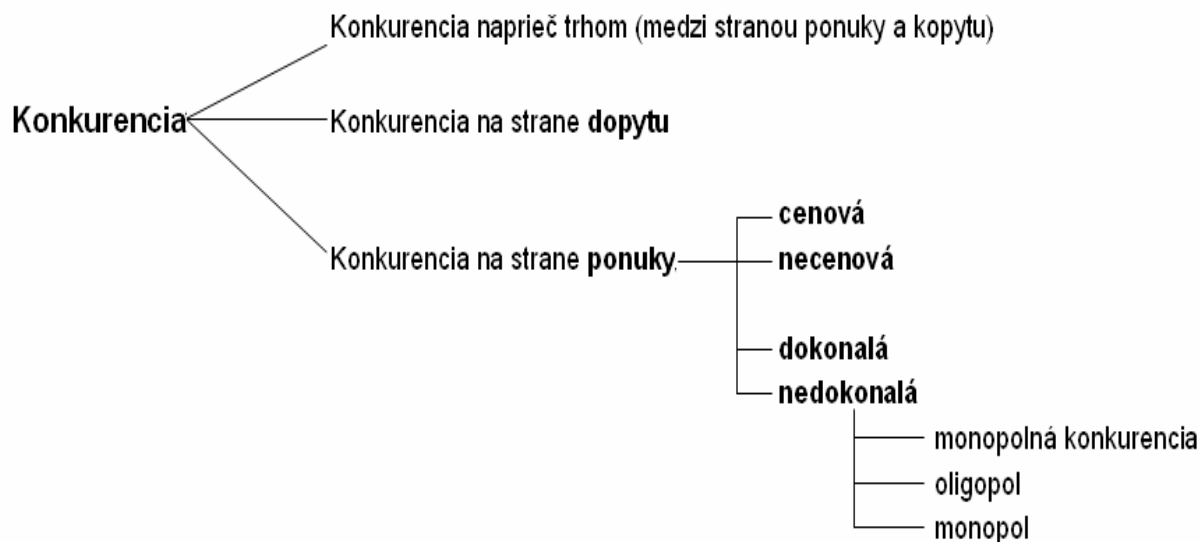 Konkurencia naprieč trhom (medzi stranou ponuky a kopytu)
Konkurencia
Konkurencia na strane dopytu
Konkurencia na strane ponuky
cenová
necenová
dokonalá
nedokonalá
monopolná konkurencia
oligopol
monopol